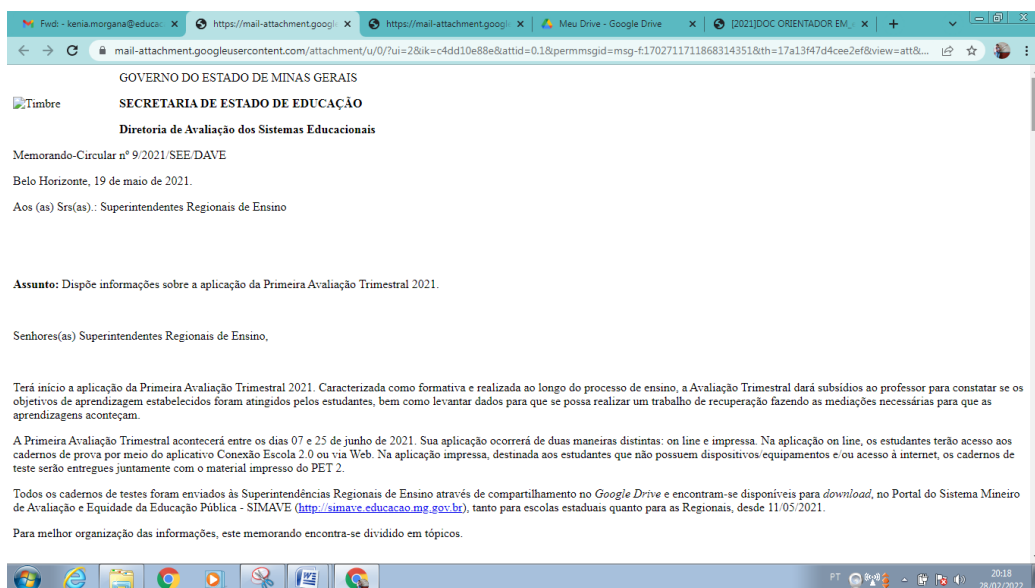 Fwd: - kenia.morgana@educac
https://mail-attachment.googl
https://mail-attachment.googl
Meu Drive - Google Drive
[2021]DOC ORIENTADOR EM_
mail-attachment.googleusercontent.com/attachment/u/0/?ui=2&ik=c4dd10e88e&attid=0.1&permmsgid=msg-f:1702711711868314351&th=17a13f47d4cee2ef&view=att&...
GOVERNO DO ESTADO DE MINAS GERAIS
Timbre
SECRETARIA DE ESTADO DE EDUCAÇÃO
Diretoria de Avaliação dos Sistemas Educacionais
Memorando-Circular nº 9/2021/SEE/DAVE
Belo Horizonte, 19 de maio de 2021.
Aos (as) Srs(as).: Superintendentes Regionais de Ensino
Assunto: Dispõe informações sobre a aplicação da Primeira Avaliação Trimestral 2021.
Senhores(as) Superintendentes Regionais de Ensino,
Terá início a aplicação da Primeira Avaliação Trimestral 2021. Caracterizada como formativa e realizada ao longo do processo de ensino, a Avaliação Trimestral dará subsídios ao professor para constatar se os
objetivos de aprendizagem estabelecidos foram atingidos pelos estudantes, bem como levantar dados para que se possa realizar um trabalho de recuperação fazendo as mediações necessárias para que as
aprendizagens aconteçam.
A Primeira Avaliação Trimestral acontecerá entre os dias 07 e 25 de junho de 2021. Sua aplicação ocorrerá de duas maneiras distintas: on line e impressa. Na aplicação on line, os estudantes terão acesso aos
cadernos de prova por meio do aplicativo Conexão Escola 2.0 ou via Web. Na aplicação impressa, destinada aos estudantes que não possuem dispositivos/equipamentos e/ou acesso à internet, os cadernos de
teste serão entregues juntamente com o material impresso do PET 2.
Todos os cadernos de testes foram enviados às Superintendências Regionais de Ensino através de compartilhamento no Google Drive e encontram-se disponíveis para download, no Portal do Sistema Mineiro
de Avaliação e Equidade da Educação Pública - SIMAVE (http://simave.educacao.mg.gov.br), tanto para escolas estaduais quanto para as Regionais, desde 11/05/2021.
Para melhor organização das informações, este memorando encontra-se dividido em tópicos.
PT
20:18
28/02/2022